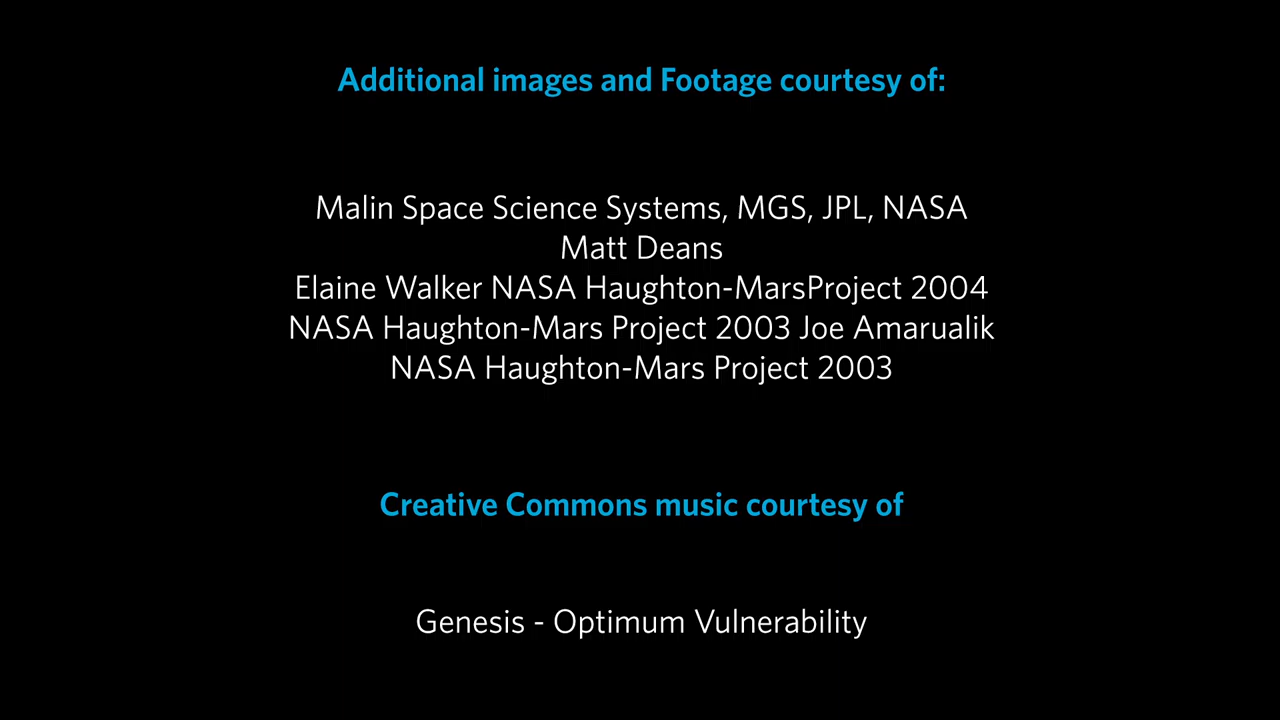 Additional images and Footage courtesy of:
Malin Space Science Systems, MGS, JPL, NASA
Matt Deans
Elaine Walker NASA Haughton-MarsProject 2004
NASA Haughton-Mars Project 2003 Joe Amarualik
NASA Haughton-Mars Project 2003
Creative Commons music courtesy of
Genesis - Optimum Vulnerability